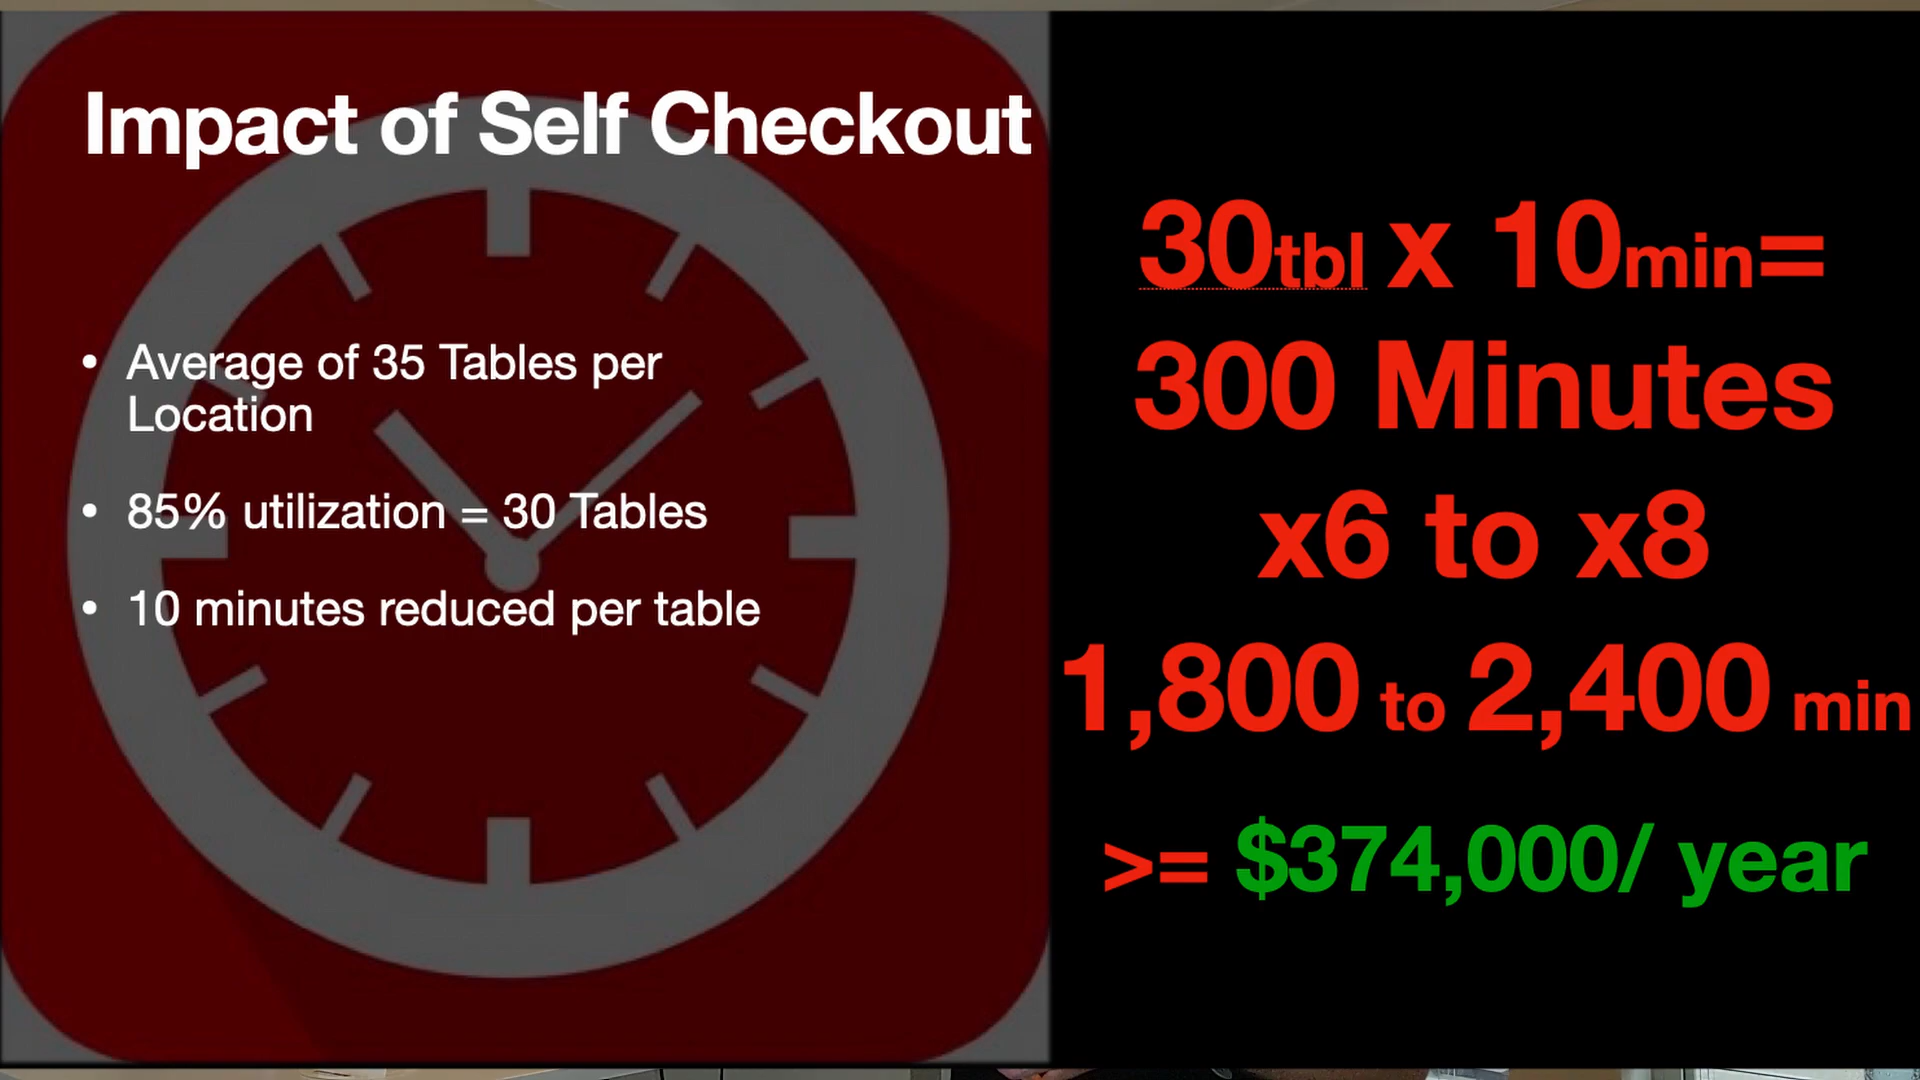 Impact of Self Checkout
• Average of 35 Tables per
Location
• 85% utilization = 30 Tables
• 10 minutes reduced per table
30tbl x 10min=
300 Minutes
x6 to x8
1,800 to 2,400 min
>= $374,000/ year